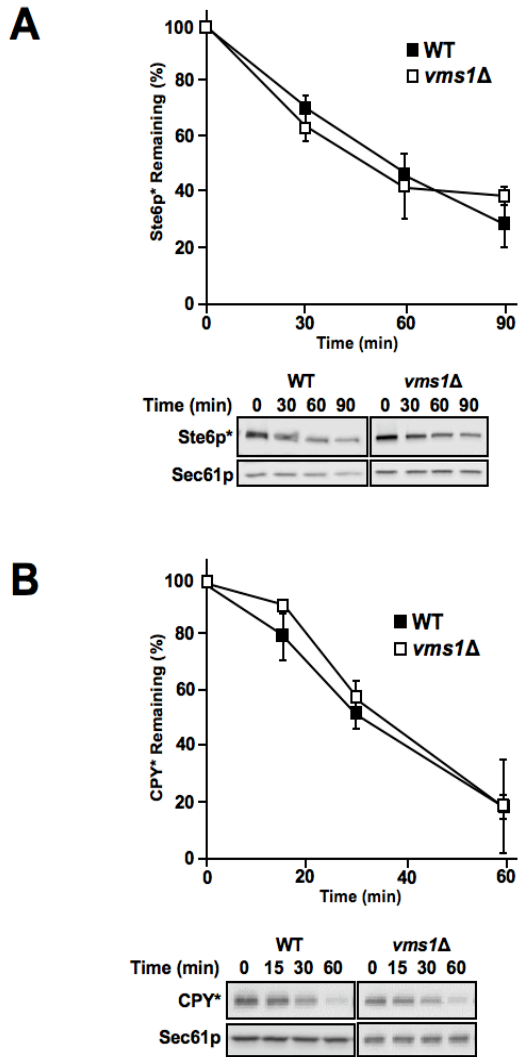 A
100
80
60
40
20
0
Ste6p* Remaining (%)
WT
vms1Δ
0 30 60 90
Time (min)
WT vms1Δ
Time (min) 0 30 60 90 0 30 60 90
Ste6p*
Sec61p
B
100
80
60
40
20
0
CPY* Remaining (%)
WT
vms1Δ
0 20 40 60
Time (min)
WT vms1Δ
Time (min) 0 15 30 60 0 15 30 60
CPY*
Sec61p